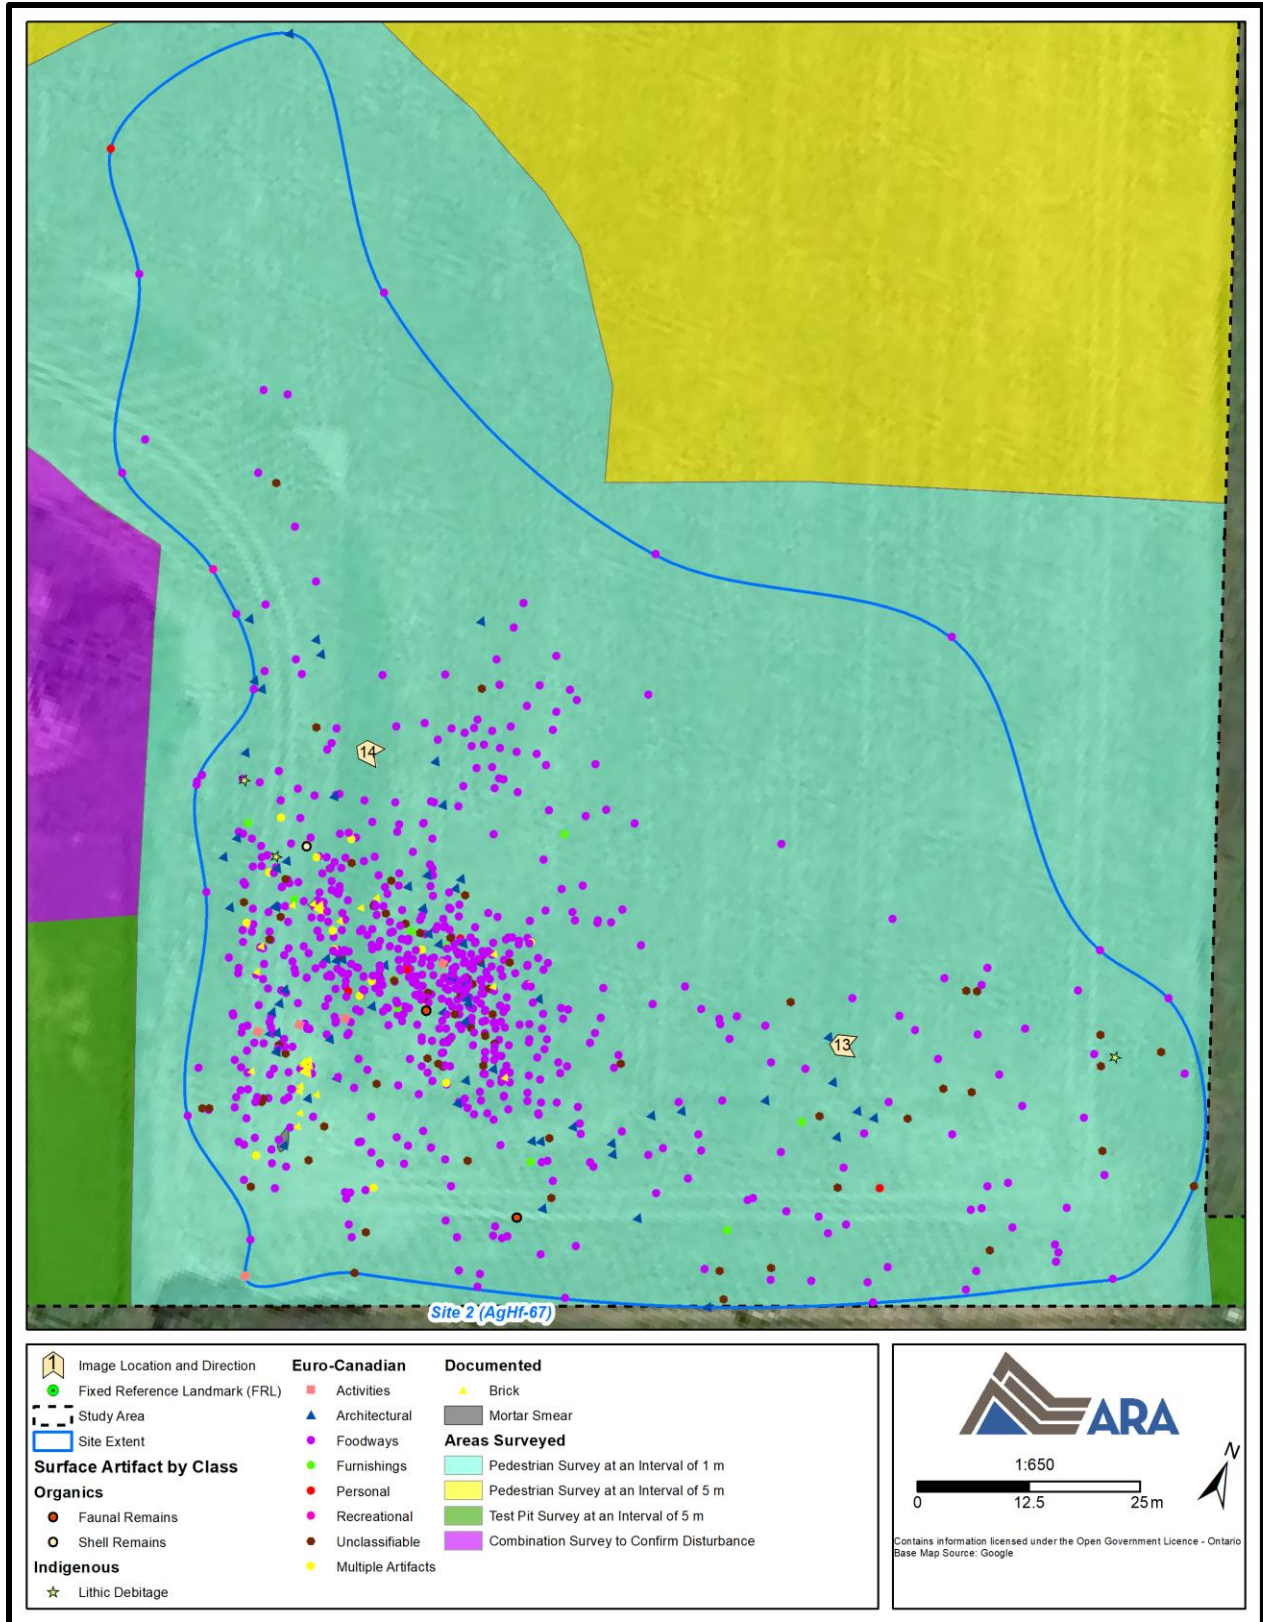 14
13
Site 2 (AgHf-67)
1 Image Location and Direction
Fixed Reference Landmark (FRL)
Study Area
Site Extent
Surface Artifact by Class
Organics
Faunal Remains
Shell Remains
Indigenous
Lithic Debitage
Euro-Canadian
Activities
Architectural
Foodways
Furnishings
Personal
Recreational
Unclassifiable
Multiple Artifacts
Documented
Brick
Mortar Smear
Areas Surveyed
Pedestrian Survey at an Interval of 1 m
Pedestrian Survey at an Interval of 5 m
Test Pit Survey at an Interval of 5 m
Combination Survey to Confirm Disturbance
ARA
1:650
N
0 12.5 25 m
Contains information licensed under the Open Government Licence - Ontario
Base Map Source: Google